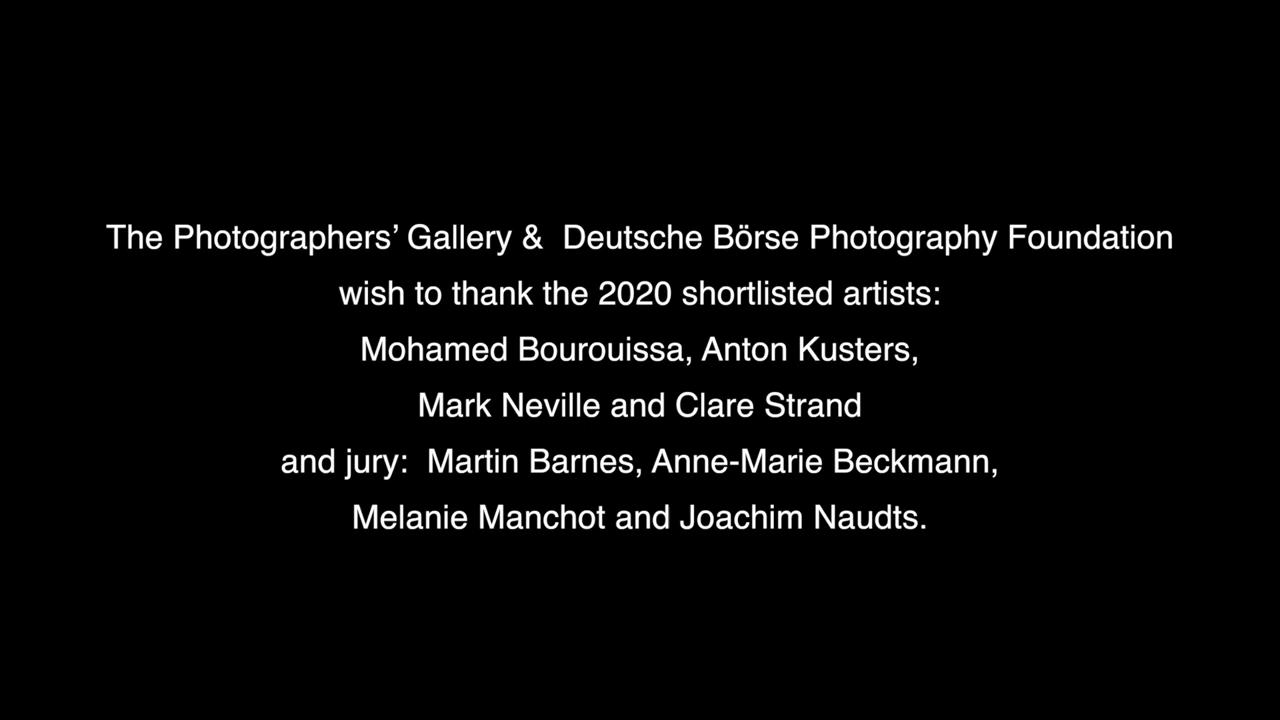 The Photographers’ Gallery &  Deutsche Börse Photography Foundation
wish to thank the 2020 shortlisted artists:
Mohamed Bourouissa, Anton Kusters,
Mark Neville and Clare Strand
and jury:  Martin Barnes, Anne-Marie Beckmann,
Melanie Manchot and Joachim Naudts.